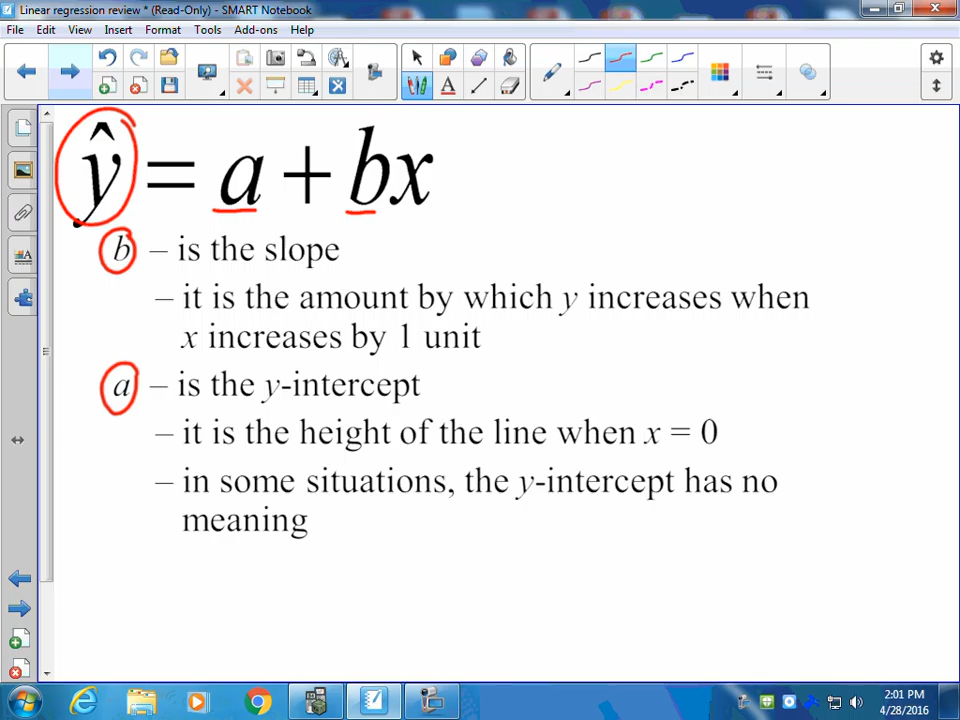 Linear regression review * (Read-Only) - SMART Notebook
File Edit View Insert Format Tools Add-ons Help
ŷ = a + bx
b – is the slope
– it is the amount by which y increases when
x increases by 1 unit
a – is the y-intercept
– it is the height of the line when x = 0
– in some situations, the y-intercept has no
meaning
2:01 PM
4/28/2016